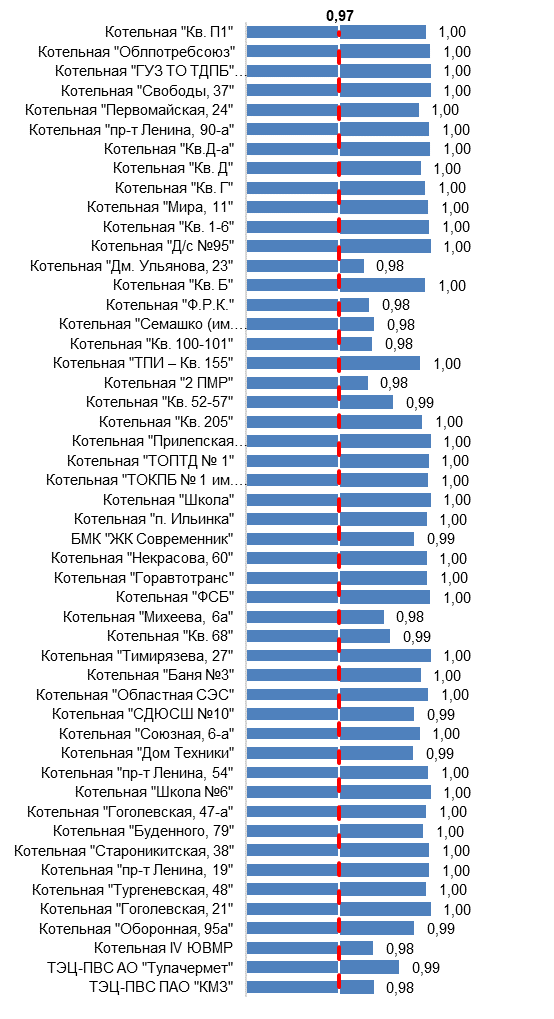 0,97
Котельная "Кв. П1" 1,00
Котельная "Облпотребсоюз" 1,00
Котельная "ГУЗ ТО ТДПБ"... 1,00
Котельная "Свободы, 37" 1,00
Котельная "Первомайская, 24" 1,00
Котельная "пр-т Ленина, 90-а" 1,00
Котельная "Кв.Д-а" 1,00
Котельная "Кв. Д" 1,00
Котельная "Кв. Г" 1,00
Котельная "Мира, 11" 1,00
Котельная "Кв. 1-6" 1,00
Котельная "Д/с №95" 1,00
Котельная "Дм. Ульянова, 23" 0,98
Котельная "Кв. Б" 1,00
Котельная "Ф.Р.К." 0,98
Котельная "Семашко (им.... 0,98
Котельная "Кв. 100-101" 0,98
Котельная "ТПИ – Кв. 155" 1,00
Котельная "2 ПМР" 0,98
Котельная "Кв. 52-57" 0,99
Котельная "Кв. 205" 1,00
Котельная "Прилепская... 1,00
Котельная "ТОПТД № 1" 1,00
Котельная "ТОКПБ № 1 им.... 1,00
Котельная "Школа" 1,00
Котельная "п. Ильинка" 1,00
БМК "ЖК Современник" 0,99
Котельная "Некрасова, 60" 1,00
Котельная "Горавтотранс" 1,00
Котельная "ФСБ" 1,00
Котельная "Михеева, 6а" 0,98
Котельная "Кв. 68" 0,99
Котельная "Тимирязева, 27" 1,00
Котельная "Баня №3" 1,00
Котельная "Областная СЭС" 1,00
Котельная "СДЮСШ №10" 0,99
Котельная "Союзная, 6-а" 1,00
Котельная "Дом Техники" 0,99
Котельная "пр-т Ленина, 54" 1,00
Котельная "Школа №6" 1,00
Котельная "Гоголевская, 47-а" 1,00
Котельная "Буденного, 79" 1,00
Котельная "Староникитская, 38" 1,00
Котельная "пр-т Ленина, 19" 1,00
Котельная "Тургеневская, 48" 1,00
Котельная "Гоголевская, 21" 1,00
Котельная "Оборонная, 95а" 0,99
Котельная IV ЮВМР 0,98
ТЭЦ-ПВС АО "Тулачермет" 0,99
ТЭЦ-ПВС ПАО "КМЗ" 0,98